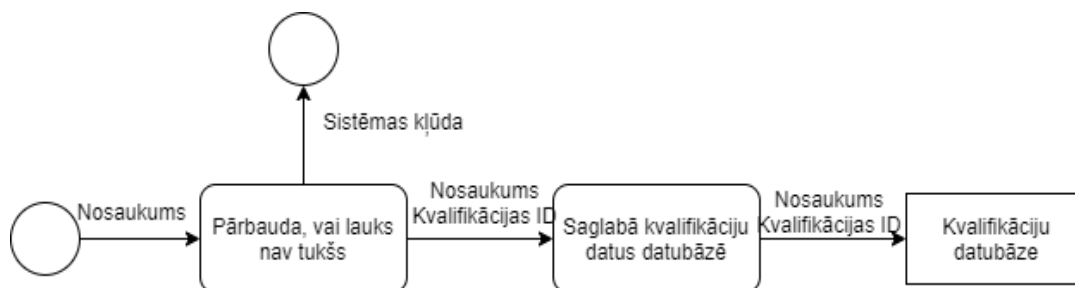 Sistēmas kļūda
Nosaukums
Pārbauda, vai lauks
nav tukšs
Nosaukums
Kvalifikācijas ID
Saglabā kvalifikāciju
datus datubāzē
Nosaukums
Kvalifikācijas ID
Kvalifikāciju
datubāze